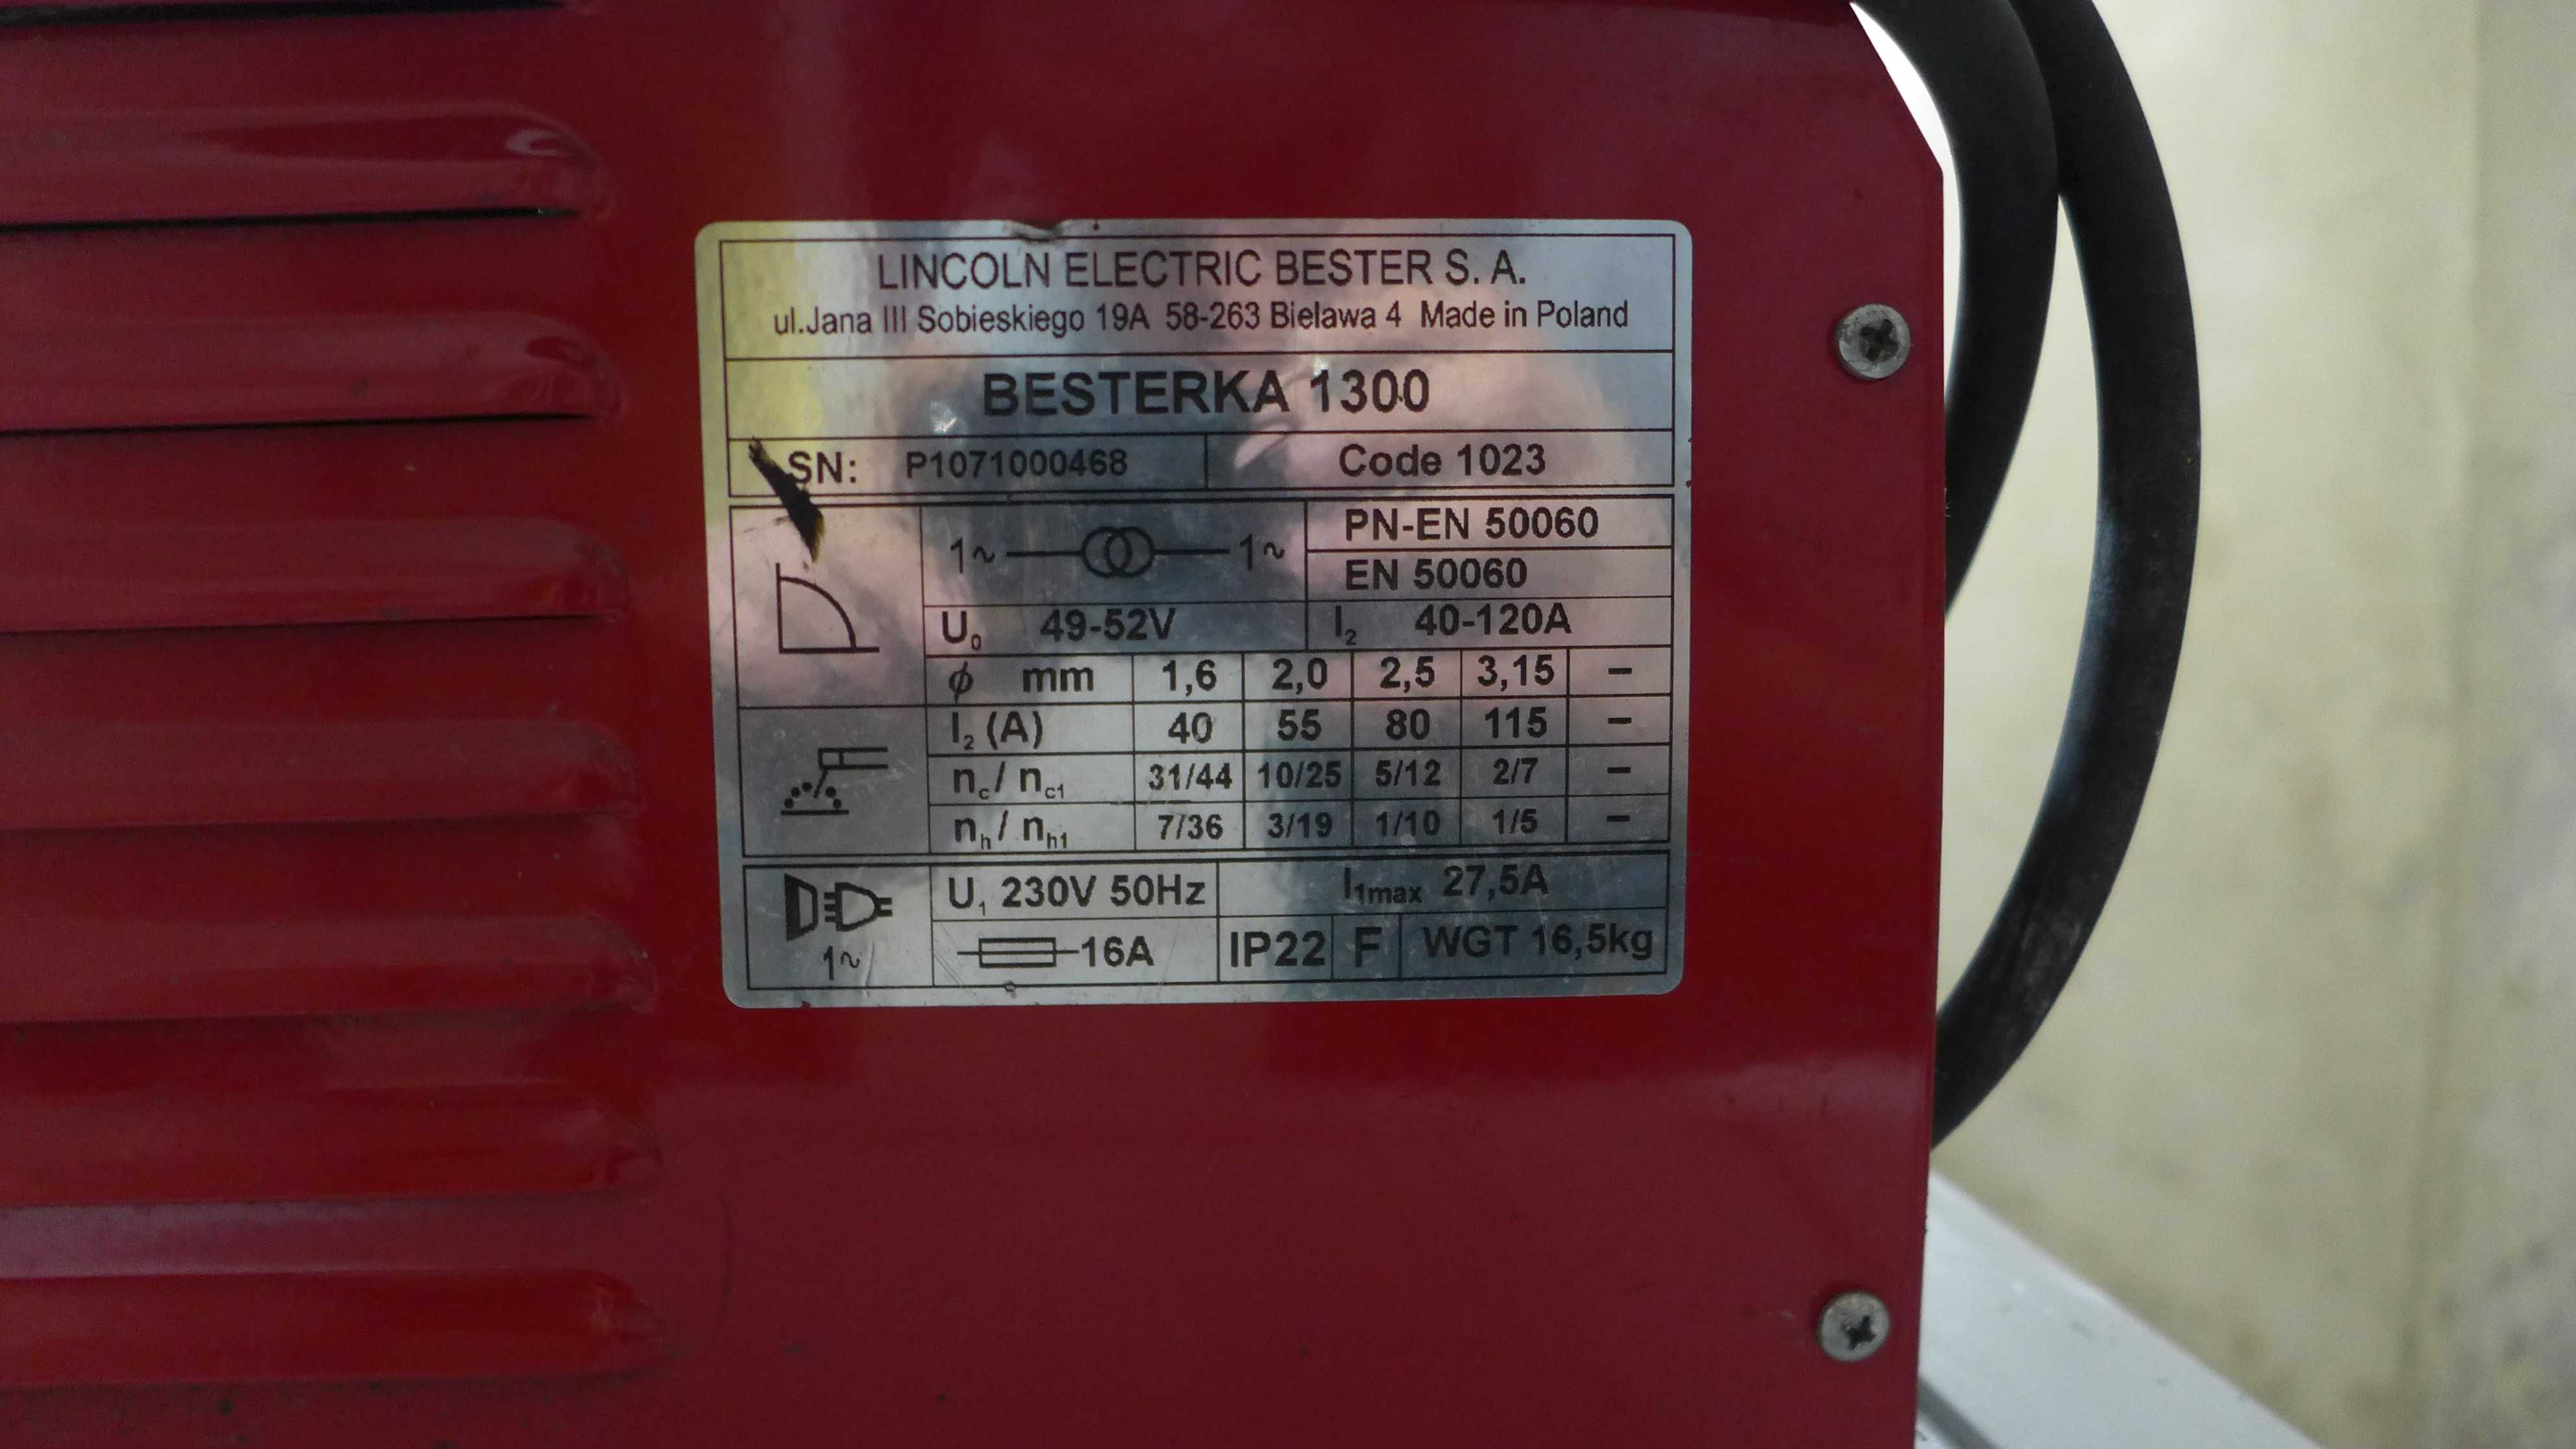 LINCOLN ELECTRIC BESTER S. A.
ul.Jana III Sobieskiego 19A 58-263 Bielawa 4 Made in Poland
BESTERKA 1300
SN: P1071000468 Code 1023
1~ 1~ PN-EN 50060
EN 50060
U₀ 49-52V I₂ 40-120A
ϕ mm 1,6 2,0 2,5 3,15 –
I₂ (A) 40 55 80 115 –
n꜀/ n꜀₁ 31/44 10/25 5/12 2/7 –
nₕ/ nₕ₁ 7/36 3/19 1/10 1/5 –
U₁ 230V 50Hz I₁max 27,5A
1~ 16A IP22 F WGT 16,5kg